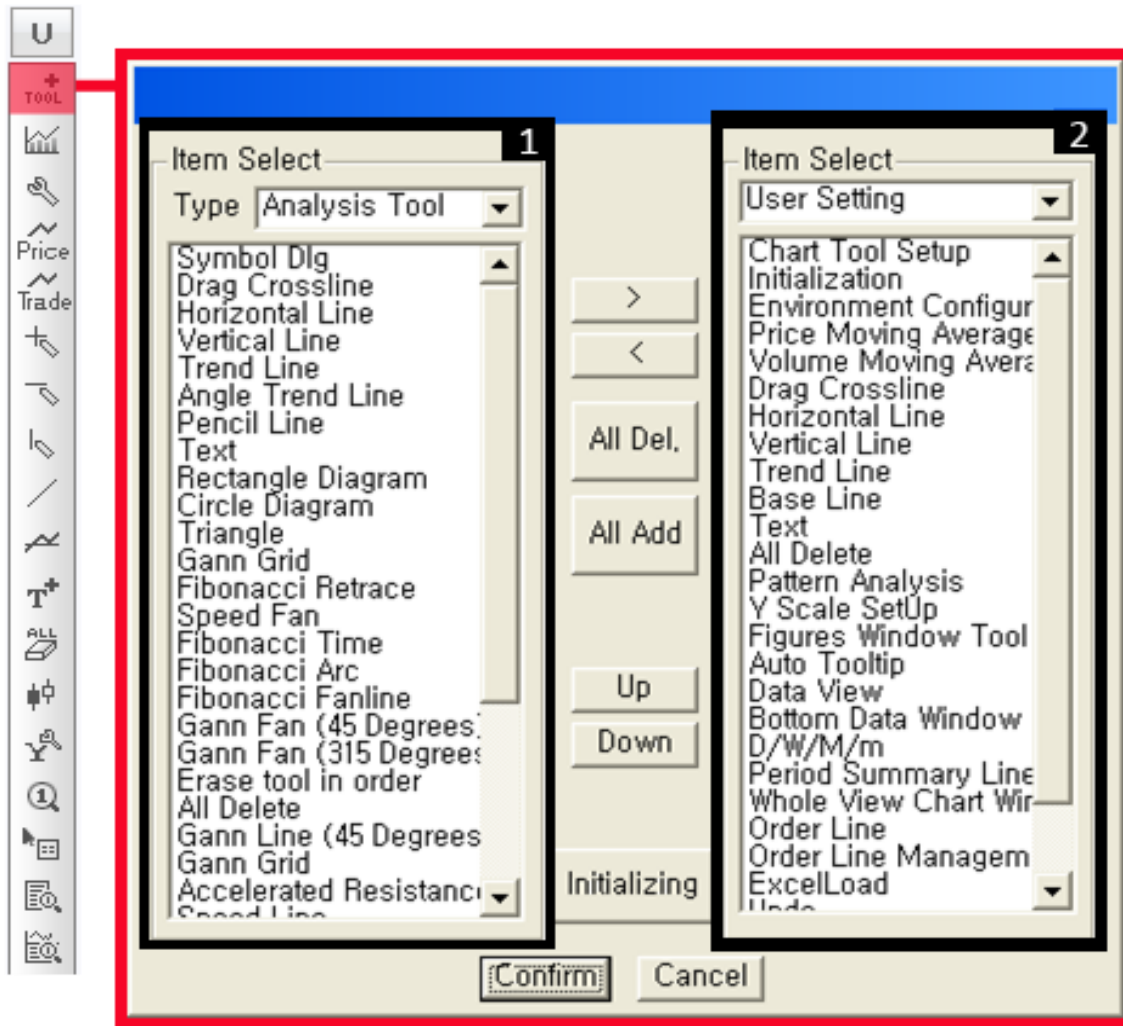 U
TOOL
Price
Trade
T
ALL
Y
1
1
Item Select
Type Analysis Tool
Symbol Dlg
Drag Crossline
Horizontal Line
Vertical Line
Trend Line
Angle Trend Line
Pencil Line
Text
Rectangle Diagram
Circle Diagram
Triangle
Gann Grid
Fibonacci Retrace
Speed Fan
Fibonacci Time
Fibonacci Arc
Fibonacci Fanline
Gann Fan (45 Degrees)
Gann Fan (315 Degrees
Erase tool in order
All Delete
Gann Line (45 Degrees
Gann Grid
Accelerated Resistanc
Speed Line
>
<
All Del.
All Add
Up
Down
Initializing
2
Item Select
User Setting
Chart Tool Setup
Initialization
Environment Configur
Price Moving Average
Volume Moving Avera
Drag Crossline
Horizontal Line
Vertical Line
Trend Line
Base Line
Text
All Delete
Pattern Analysis
Y Scale SetUp
Figures Window Tool
Auto Tooltip
Data View
Bottom Data Window
D/W/M/m
Period Summary Line
Whole View Chart Wir
Order Line
Order Line Managem
ExcelLoad
Undo
Confirm
Cancel